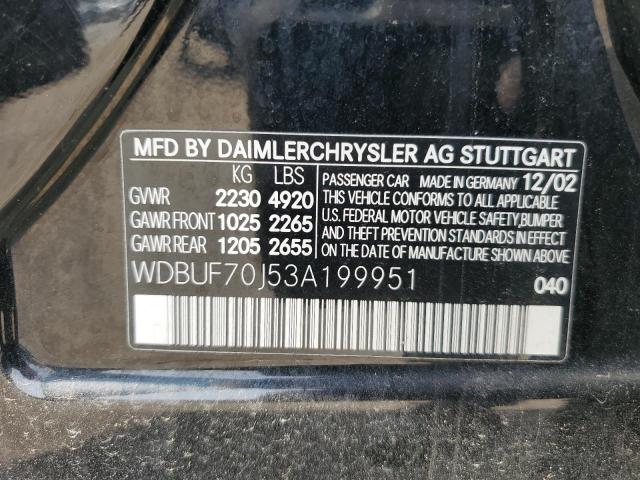 MFD BY DAIMLERCHRYSLER AG STUTTGART
KG LBS
GVWR 2230 4920
GAWR FRONT 1025 2265
GAWR REAR 1205 2655
PASSENGER CAR MADE IN GERMANY 12/02
THIS VEHICLE CONFORMS TO ALL APPLICABLE
U.S. FEDERAL MOTOR VEHICLE SAFETY,BUMPER
AND THEFT PREVENTION STANDARDS IN EFFECT
ON THE DATE OF MANUFACTURE SHOWN ABOVE
WDBUF70J53A199951
040